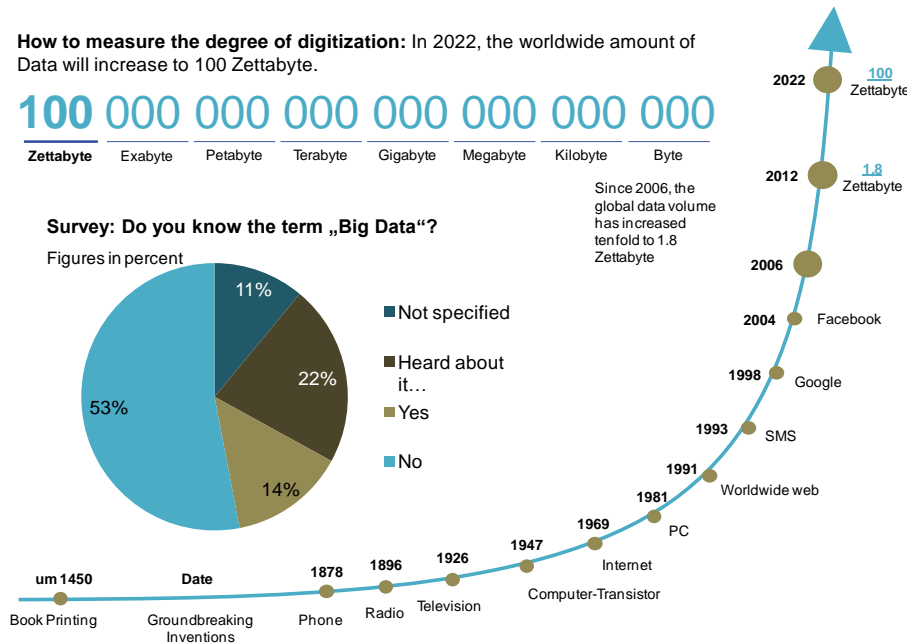 How to measure the degree of digitization: In 2022, the worldwide amount of
Data will increase to 100 Zettabyte.
100 000 000 000 000 000 000 000
Zettabyte Exabyte Petabyte Terabyte Gigabyte Megabyte Kilobyte Byte
2022
100
Zettabyte
2012
1.8
Zettabyte
Since 2006, the
global data volume
has increased
tenfold to 1.8
Zettabyte
Survey: Do you know the term „Big Data“?
Figures in percent
11%
22%
14%
53%
Not specified
Heard about
it…
Yes
No
2006
2004
Facebook
1998
Google
1993
SMS
1991
Worldwide web
1981
PC
1969
Internet
1947
Computer-Transistor
1926
Television
1896
Radio
1878
Phone
Date
Groundbreaking
Inventions
um 1450
Book Printing